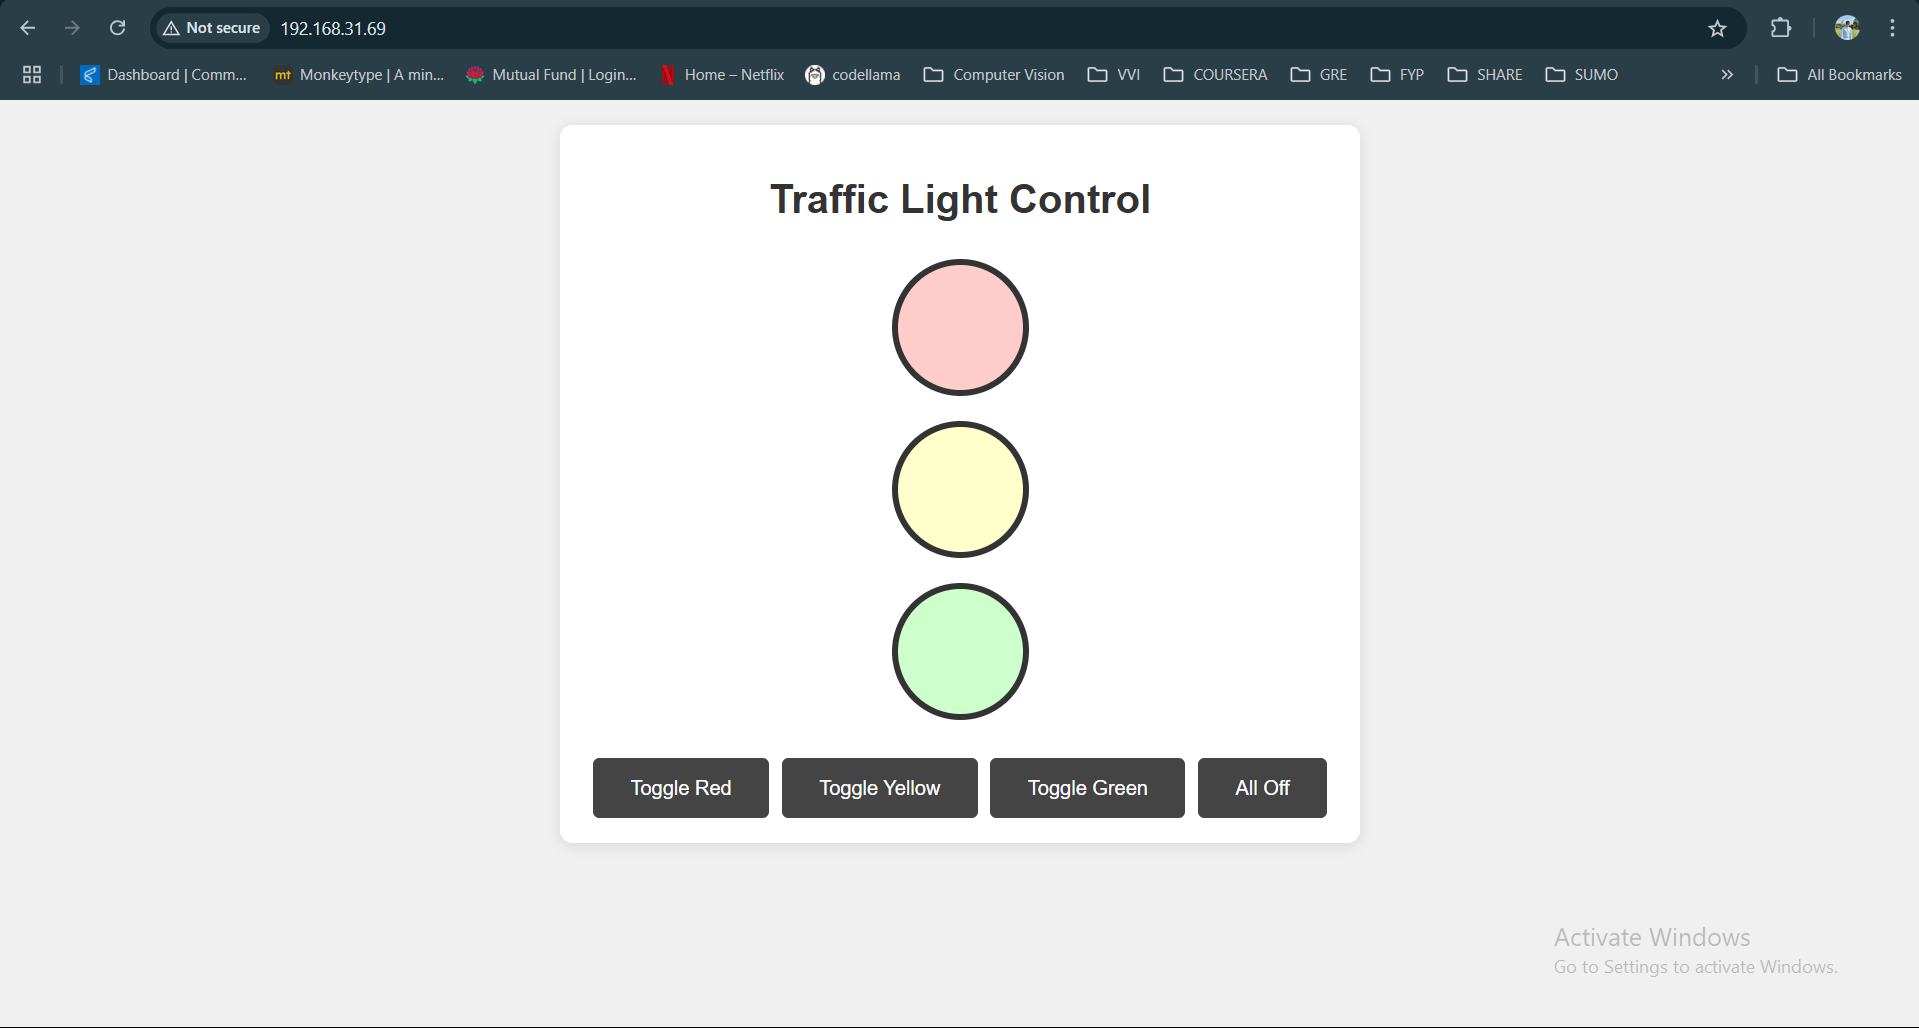 Not secure 192.168.31.69
Dashboard | Comm... mt Monkeytype | A min... Mutual Fund | Login... Home – Netflix codellama Computer Vision VVI COURSERA GRE FYP SHARE SUMO » All Bookmarks
Traffic Light Control
Toggle Red Toggle Yellow Toggle Green All Off
Activate Windows
Go to Settings to activate Windows.